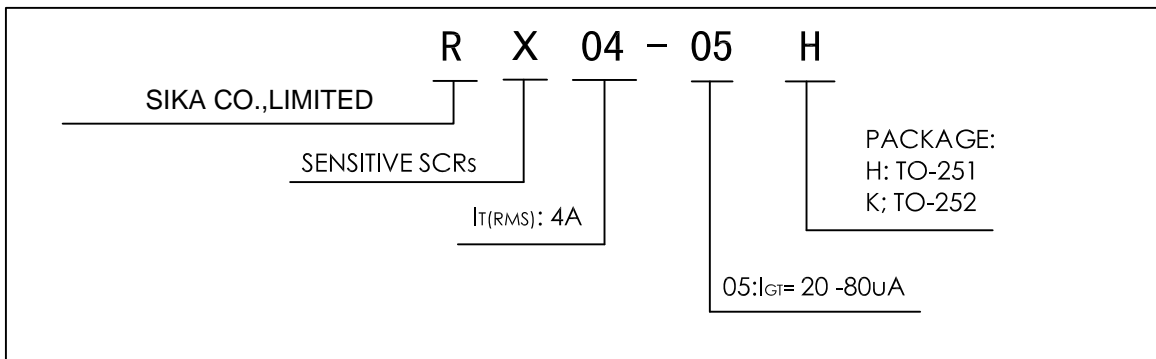 R X 04 - 05 H
SIKA CO.,LIMITED
SENSITIVE SCRs
IT(RMS): 4A
PACKAGE:
H: TO-251
K; TO-252
05:IGT= 20 -80uA